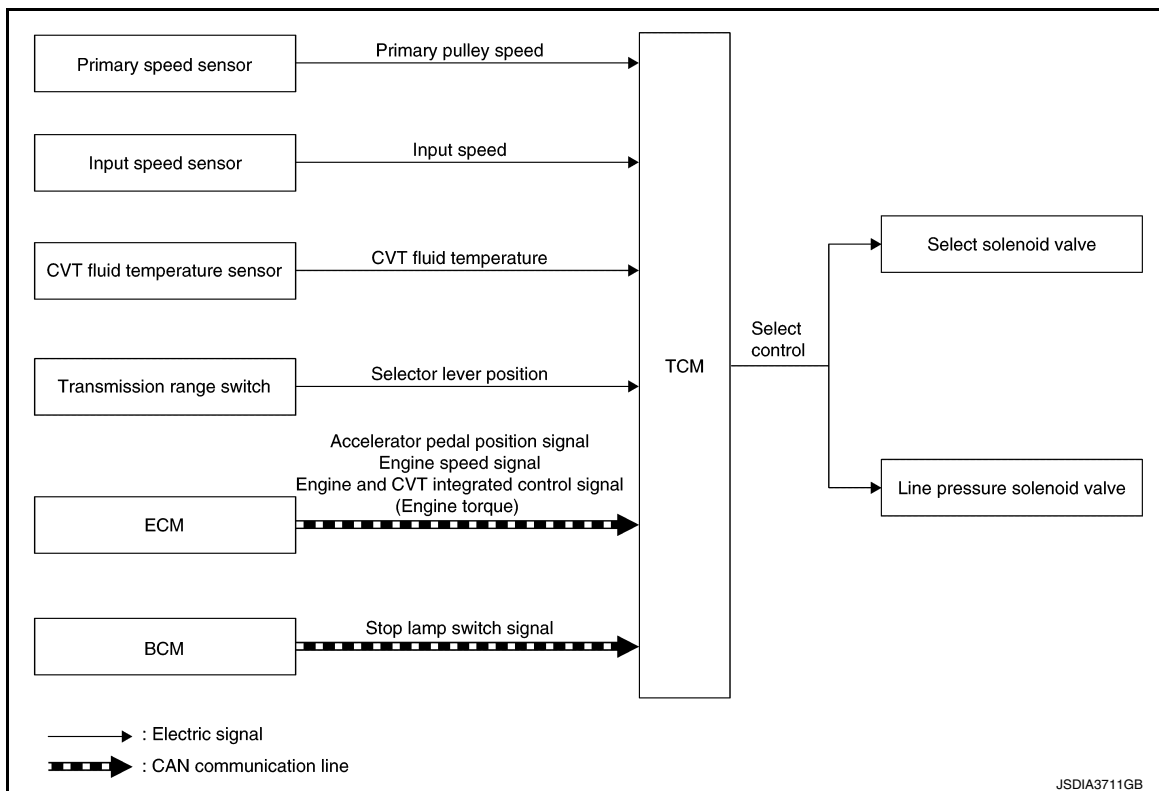 Primary speed sensor
Primary pulley speed
Input speed sensor
Input speed
CVT fluid temperature sensor
CVT fluid temperature
Transmission range switch
Selector lever position
ECM
Accelerator pedal position signal
Engine speed signal
Engine and CVT integrated control signal
(Engine torque)
BCM
Stop lamp switch signal
TCM
Select
control
Select solenoid valve
Line pressure solenoid valve
: Electric signal
: CAN communication line
JSDIA3711GB